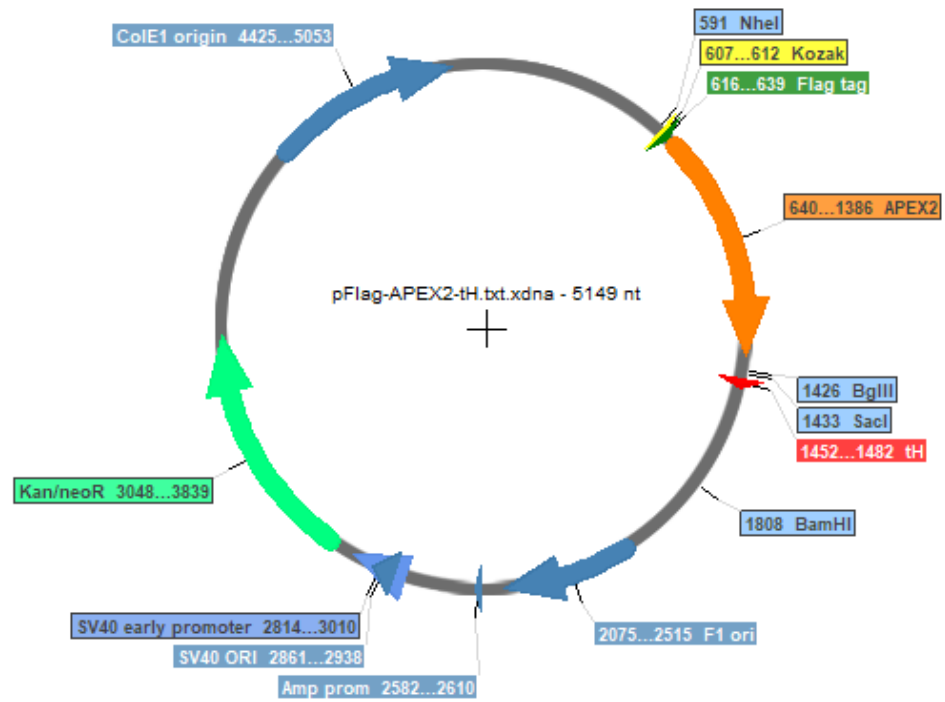 591 NheI
ColE1 origin 4425...5053
607...612 Kozak
616...639 Flag tag
640...1386 APEX2
pFlag-APEX2-tH.txt.xdna - 5149 nt
1426 BglII
1433 SacI
1452...1482 tH
Kan/neoR 3048...3839
1808 BamHI
SV40 early promoter 2814...3010
2075...2515 F1 ori
SV40 ORI 2861...2938
Amp prom 2582...2610